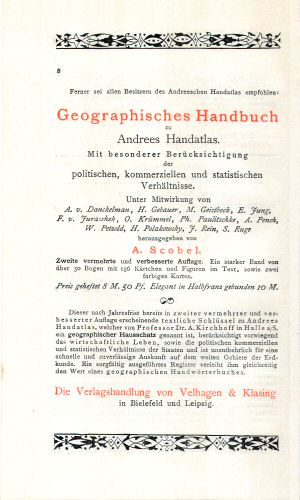 8
Ferner sei allen Besitzern des Andreeschen Handatlas empfohlen:
Geographisches Handbuch
zu
Andrees Handatlas.
Mit besonderer Berücksichtigung
der
politischen, kommerziellen und statistischen
Verhältnisse.
Unter Mitwirkung von
A. v. Danckelman, H. Gebauer, M. Geistbeck, E. Jung,
F. v. Juraschek, O. Krümmel, Ph. Paulitschke, A. Penck,
W. Petzold, H. Polakowsky, J. Rein, S. Ruge
herausgegeben von
A. Scobel.
Zweite vermehrte und verbesserte Auflage. Ein starker Band von
über 50 Bogen mit 156 Kärtchen und Figuren im Text, sowie zwei
farbigen Karten.
Preis geheftet 8 M. 50 Pf. Elegant in Halbfranz gebunden 10 M.
Dieser nach Jahresfrist bereits in zweiter vermehrter und ver-
besserter Auflage erscheinende textliche Schlüssel zu Andrees
Handatlas, welcher von Professor Dr. A. Kirchhoff in Halle a/S.
ein geographischer Hausschatz genannt ist, berücksichtigt vorwiegend
das wirtschaftliche Leben, sowie die politischen, kommerziellen
und statistischen Verhältnisse der Staaten und ist unentbehrlich für eine
schnelle und zuverlässige Auskunft auf dem weiten Gebiete der Erd-
kunde. Ein sorgfältig ausgeführtes Register verleiht ihm gleichzeitig
den Wert eines geographischen Handwörterbuches.
Die Verlagshandlung von Velhagen & Klasing
in Bielefeld und Leipzig.